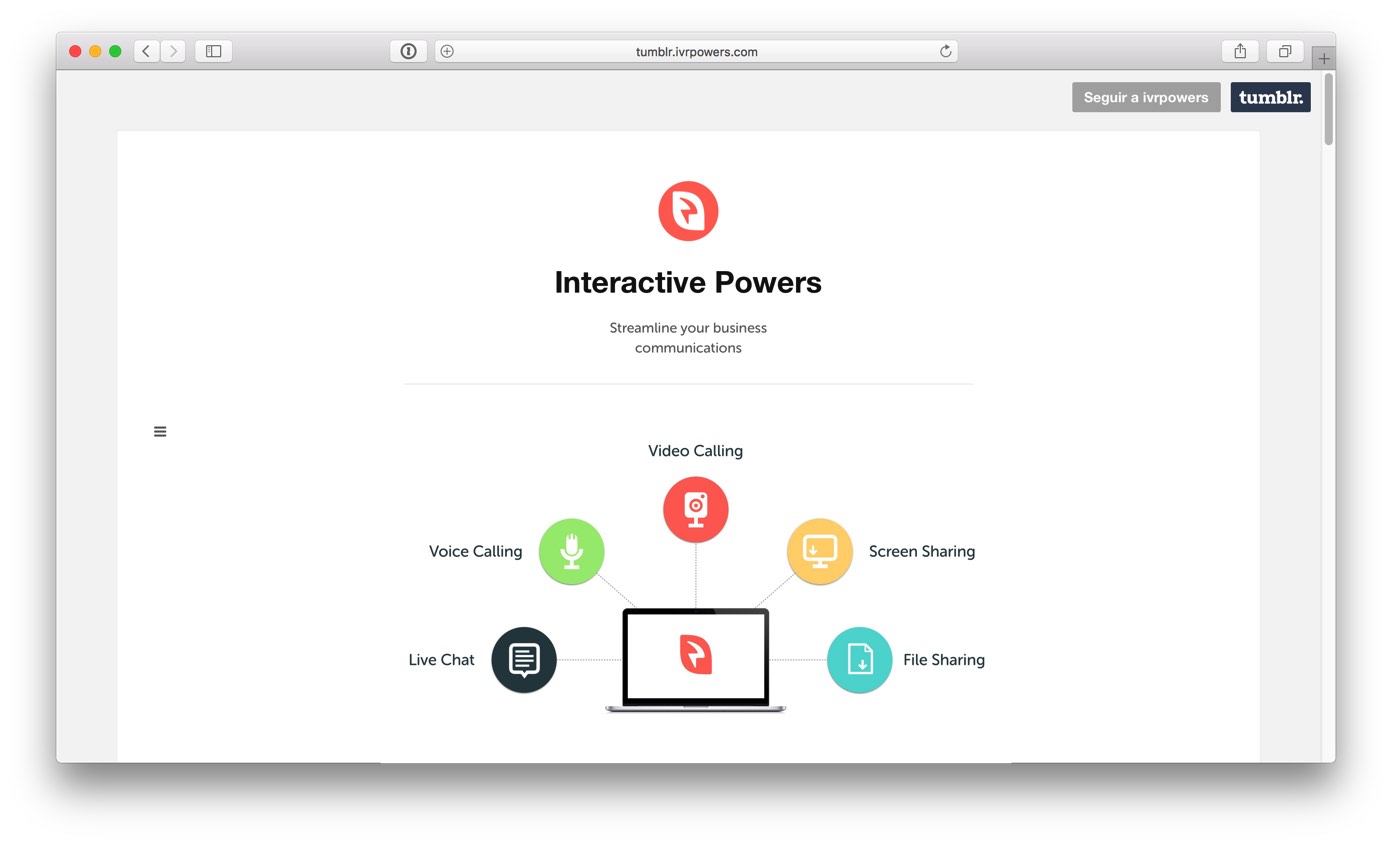 tumblr.ivrpowers.com
Seguir a ivrpowers
tumblr.
Interactive Powers
Streamline your business
communications
Video Calling
Voice Calling
Screen Sharing
Live Chat
File Sharing